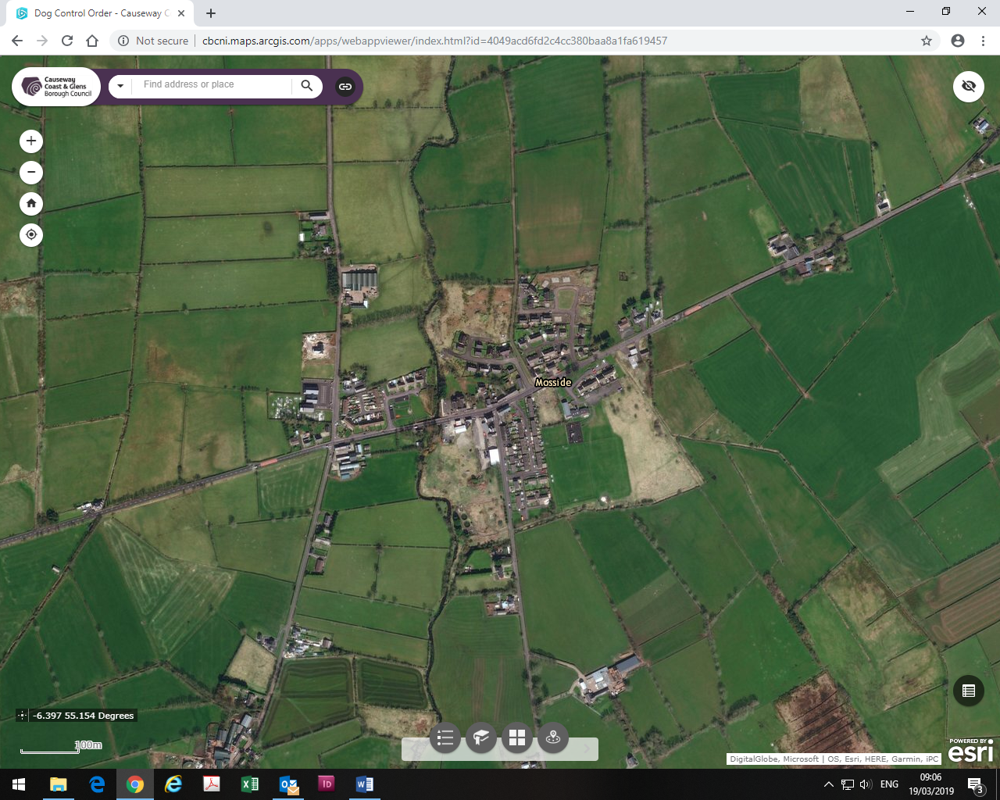 Dog Control Order - Causeway C
Not secure
cbcni.maps.arcgis.com/apps/webappviewer/index.html?id=4049acd6fd2c4cc380baa8a1fa619457
Causeway
Coast & Glens
Borough Council
Find address or place
Mosside
-6.397 55.154 Degrees
100m
POWERED BY
esri
DigitalGlobe, Microsoft | OS, Esri, HERE, Garmin, iPC
ENG
09:06
19/03/2019
3